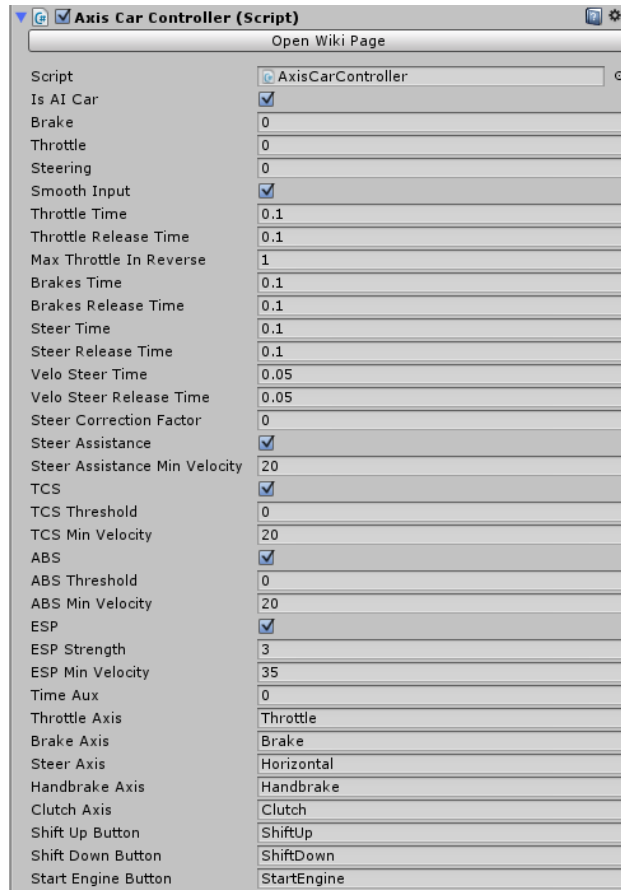 Axis Car Controller (Script)
Open Wiki Page
Script AxisCarController
Is AI Car
Brake 0
Throttle 0
Steering 0
Smooth Input
Throttle Time 0.1
Throttle Release Time 0.1
Max Throttle In Reverse 1
Brakes Time 0.1
Brakes Release Time 0.1
Steer Time 0.1
Steer Release Time 0.1
Velo Steer Time 0.05
Velo Steer Release Time 0.05
Steer Correction Factor 0
Steer Assistance
Steer Assistance Min Velocity 20
TCS
TCS Threshold 0
TCS Min Velocity 20
ABS
ABS Threshold 0
ABS Min Velocity 20
ESP
ESP Strength 3
ESP Min Velocity 35
Time Aux 0
Throttle Axis Throttle
Brake Axis Brake
Steer Axis Horizontal
Handbrake Axis Handbrake
Clutch Axis Clutch
Shift Up Button ShiftUp
Shift Down Button ShiftDown
Start Engine Button StartEngine